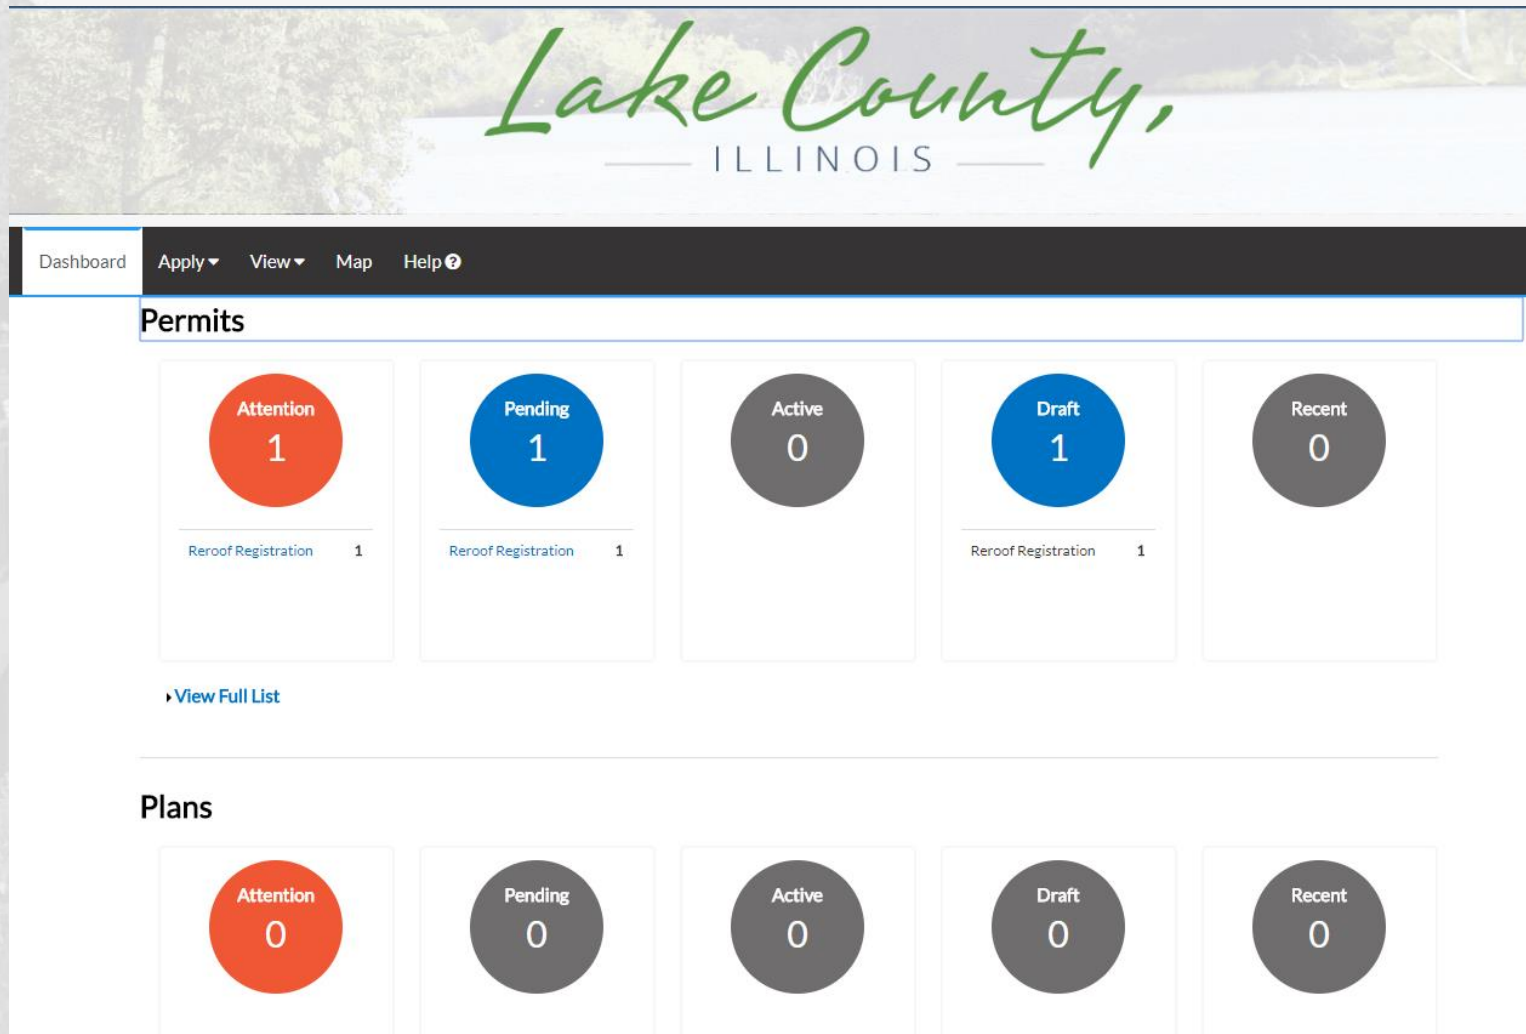 Lake County,
ILLINOIS
Dashboard Apply View Map Help ?
Permits
Attention Pending Active Draft Recent
1 1 0 1 0
Reroof Registration 1 Reroof Registration 1 Reroof Registration 1
View Full List
Plans
Attention Pending Active Draft Recent
0 0 0 0 0